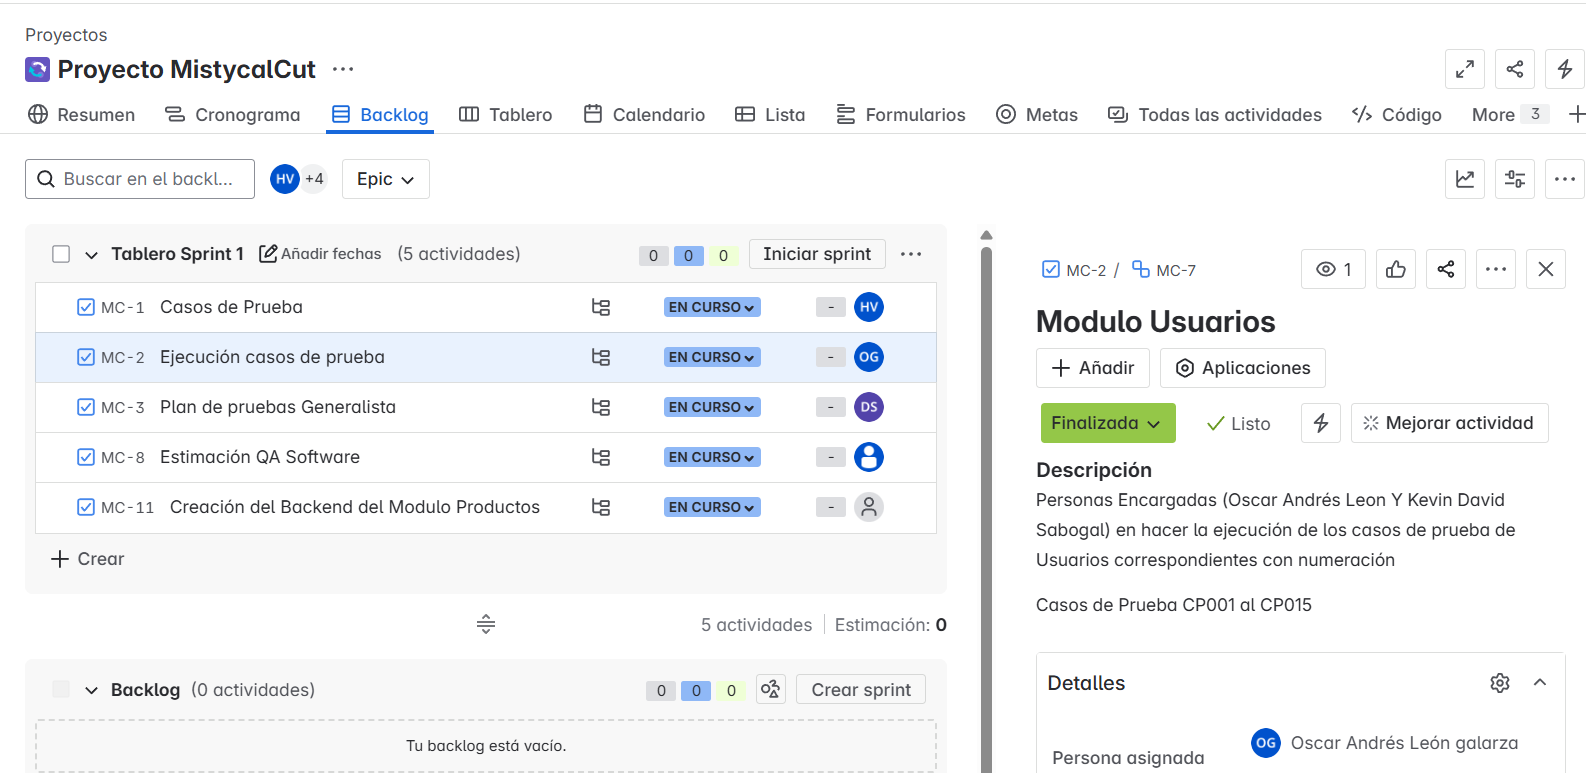 Proyectos
Proyecto MistycalCut
Resumen Cronograma Backlog Tablero Calendario Lista Formularios Metas Todas las actividades Código More 3
Buscar en el backl... HV +4 Epic
Tablero Sprint 1 Añadir fechas (5 actividades) 0 0 0 Iniciar sprint
MC-1 Casos de Prueba EN CURSO - HV
MC-2 Ejecución casos de prueba EN CURSO - OG
MC-3 Plan de pruebas Generalista EN CURSO - DS
MC-8 Estimación QA Software EN CURSO -
MC-11 Creación del Backend del Modulo Productos EN CURSO -
Crear
5 actividades Estimación: 0
Backlog (0 actividades) 0 0 0 Crear sprint
Tu backlog está vacío.
MC-2 / MC-7 1
Modulo Usuarios
Añadir Aplicaciones
Finalizada Listo Mejorar actividad
Descripción
Personas Encargadas (Oscar Andrés Leon Y Kevin David
Sabogal) en hacer la ejecución de los casos de prueba de
Usuarios correspondientes con numeración
Casos de Prueba CP001 al CP015
Detalles
Persona asignada OG Oscar Andrés León galarza